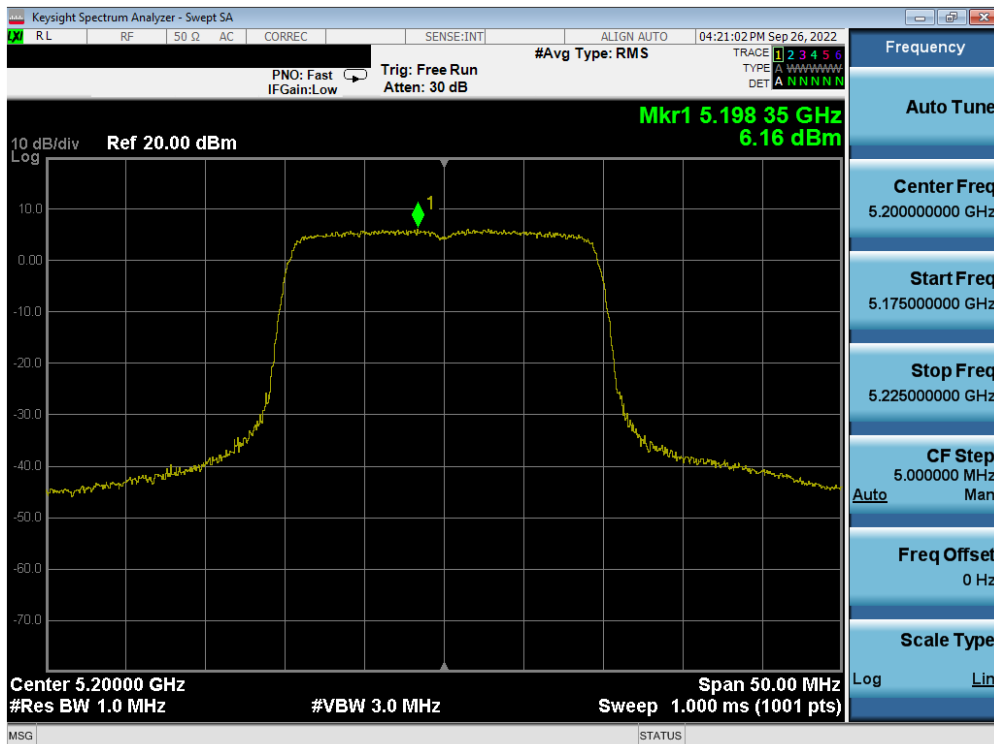 Keysight Spectrum Analyzer - Swept SA
LXI RL RF 50 Ω AC CORREC SENSE:INT ALIGN AUTO 04:21:02 PM Sep 26, 2022
PNO: Fast
IFGain:Low
Trig: Free Run
Atten: 30 dB
#Avg Type: RMS
TRACE 1 2 3 4 5 6
TYPE A WWWWW
DET A N N N N N
Mkr1 5.198 35 GHz
6.16 dBm
10 dB/div Ref 20.00 dBm
Log
1
10.0
0.00
-10.0
-20.0
-30.0
-40.0
-50.0
-60.0
-70.0
Center 5.20000 GHz Span 50.00 MHz
#Res BW 1.0 MHz #VBW 3.0 MHz Sweep 1.000 ms (1001 pts)
MSG STATUS
Frequency
Auto Tune
Center Freq
5.200000000 GHz
Start Freq
5.175000000 GHz
Stop Freq
5.225000000 GHz
CF Step
5.000000 MHz
Auto Man
Freq Offset
0 Hz
Scale Type
Log Lin